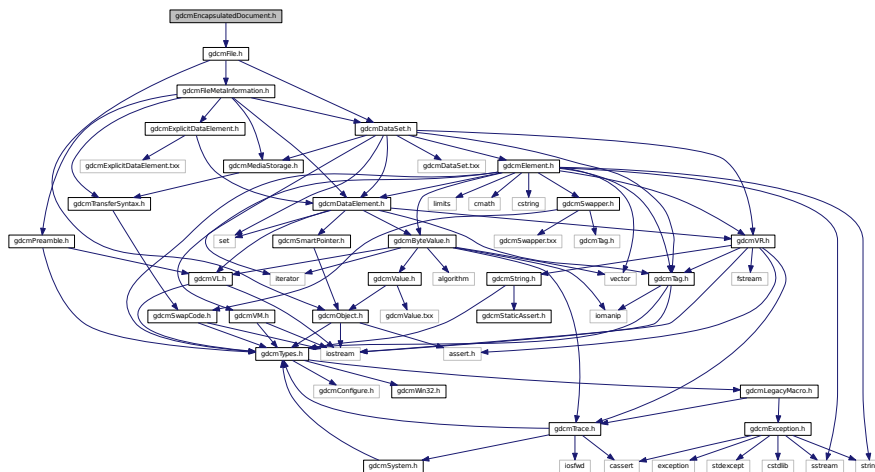 gdcmEncapsulatedDocument.h
gdcmFile.h
gdcmFileMetaInformation.h
gdcmExplicitDataElement.h
gdcmDataSet.h
gdcmExplicitDataElement.txx
gdcmMediaStorage.h
gdcmDataSet.txx
gdcmElement.h
gdcmTransferSyntax.h
gdcmDataElement.h
limits
cmath
cstring
gdcmSwapper.h
gdcmPreamble.h
set
gdcmSmartPointer.h
gdcmByteValue.h
gdcmSwapper.txx
gdcmTag.h
gdcmVR.h
gdcmVL.h
iterator
gdcmValue.h
algorithm
gdcmString.h
vector
gdcmTag.h
fstream
gdcmSwapCode.h
gdcmVM.h
gdcmObject.h
gdcmValue.txx
gdcmStaticAssert.h
iomanip
gdcmTypes.h
iostream
assert.h
gdcmConfigure.h
gdcmWin32.h
gdcmLegacyMacro.h
gdcmTrace.h
gdcmException.h
gdcmSystem.h
iosfwd
cassert
exception
stdexcept
cstdlib
sstream